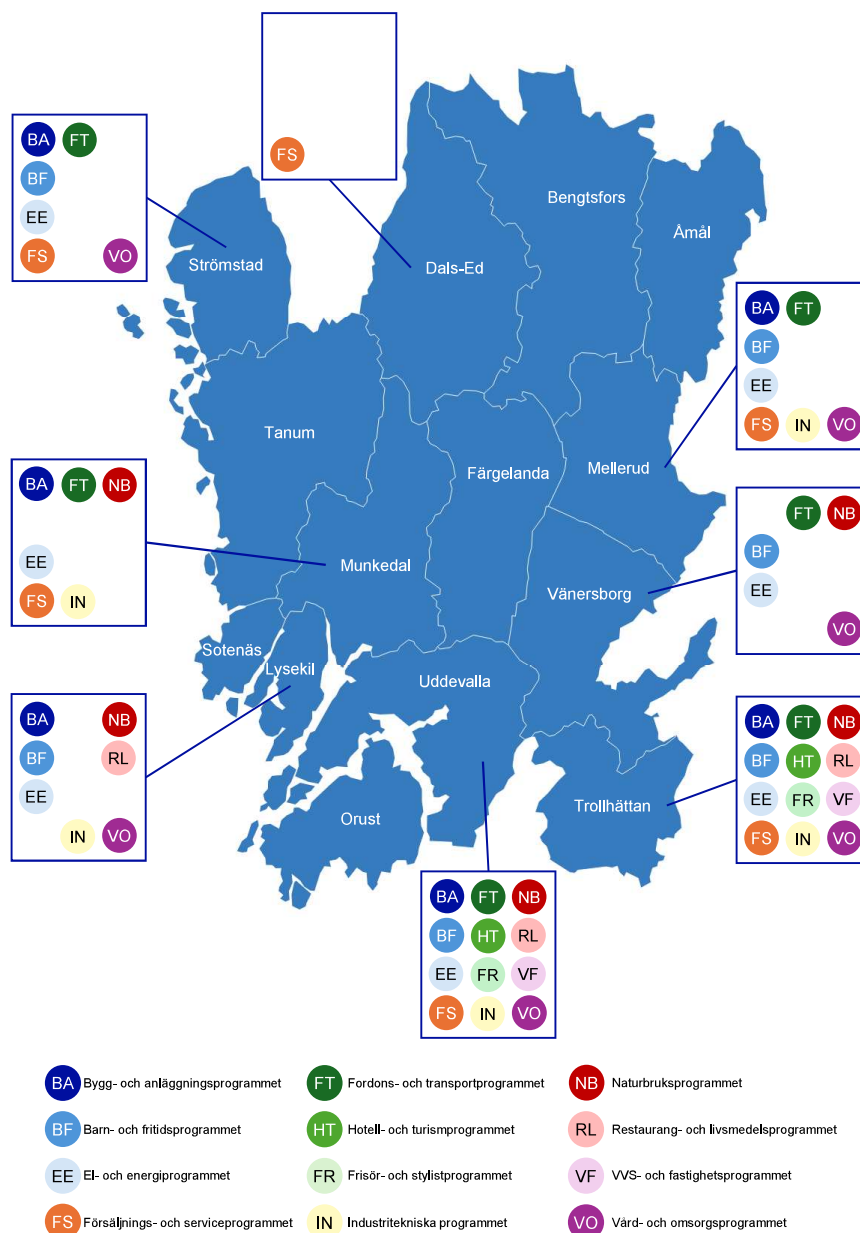 FS
BA FT
BF
EE
FS VO
Bengtsfors
Åmål
Strömstad
Dals-Ed
BA FT
BF
EE
FS IN VO
Tanum
Färgelanda
Mellerud
BA FT NB
EE
FS IN
Munkedal
FT NB
BF
EE
VO
Vänersborg
Sotenäs
Lysekil
Uddevalla
BA NB
BF RL
EE
IN VO
BA FT NB
BF HT RL
EE FR VF
FS IN VO
Trollhättan
Orust
BA FT NB
BF HT RL
EE FR VF
FS IN VO
BA Bygg- och anläggningsprogrammet FT Fordons- och transportprogrammet NB Naturbruksprogrammet
BF Barn- och fritidsprogrammet HT Hotell- och turismprogrammet RL Restaurang- och livsmedelsprogrammet
EE El- och energiprogrammet FR Frisör- och stylistprogrammet VF VVS- och fastighetsprogrammet
FS Försäljnings- och serviceprogrammet IN Industritekniska programmet VO Vård- och omsorgsprogrammet